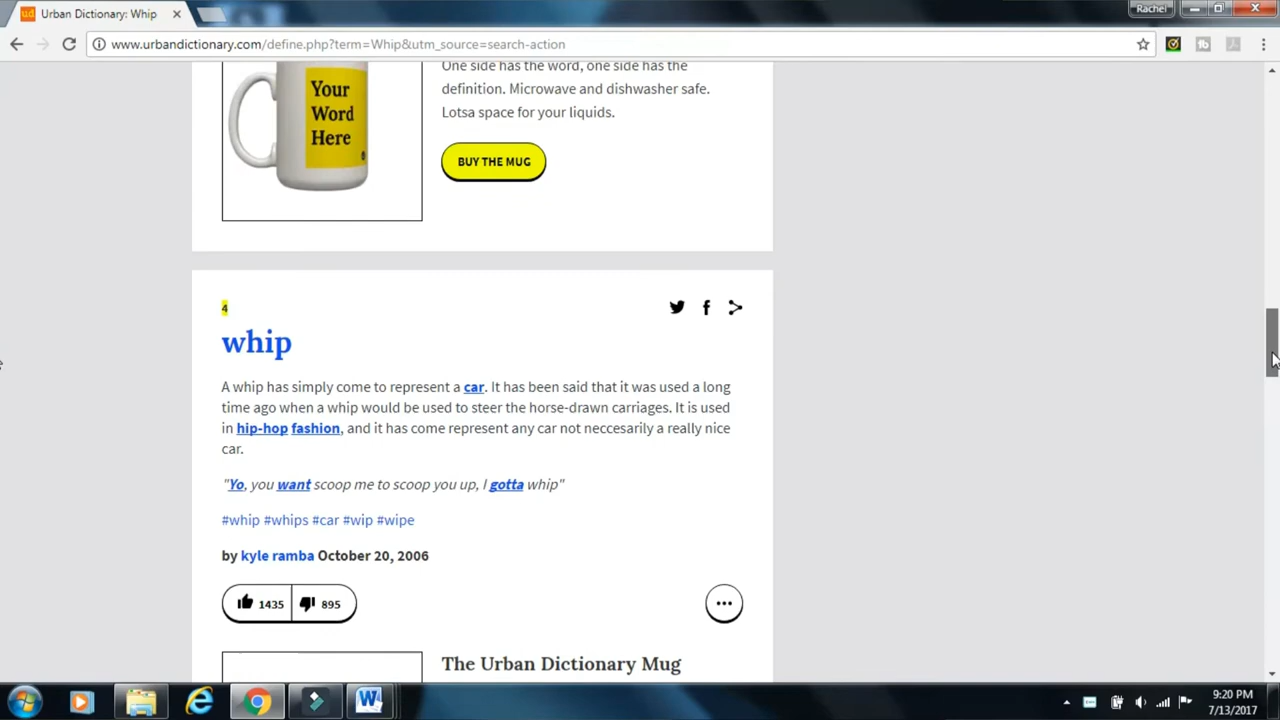 Urban Dictionary: Whip
Rachel
www.urbandictionary.com/define.php?term=Whip&utm_source=search-action
One side has the word, one side has the
definition. Microwave and dishwasher safe.
Lotsa space for your liquids.
Your
Word
Here
BUY THE MUG
4
whip
A whip has simply come to represent a car. It has been said that it was used a long
time ago when a whip would be used to steer the horse-drawn carriages. It is used
in hip-hop fashion, and it has come represent any car not neccesarily a really nice
car.
"Yo, you want scoop me to scoop you up, I gotta whip"
#whip #whips #car #wip #wipe
by kyle ramba October 20, 2006
1435 895
The Urban Dictionary Mug
9:20 PM
7/13/2017